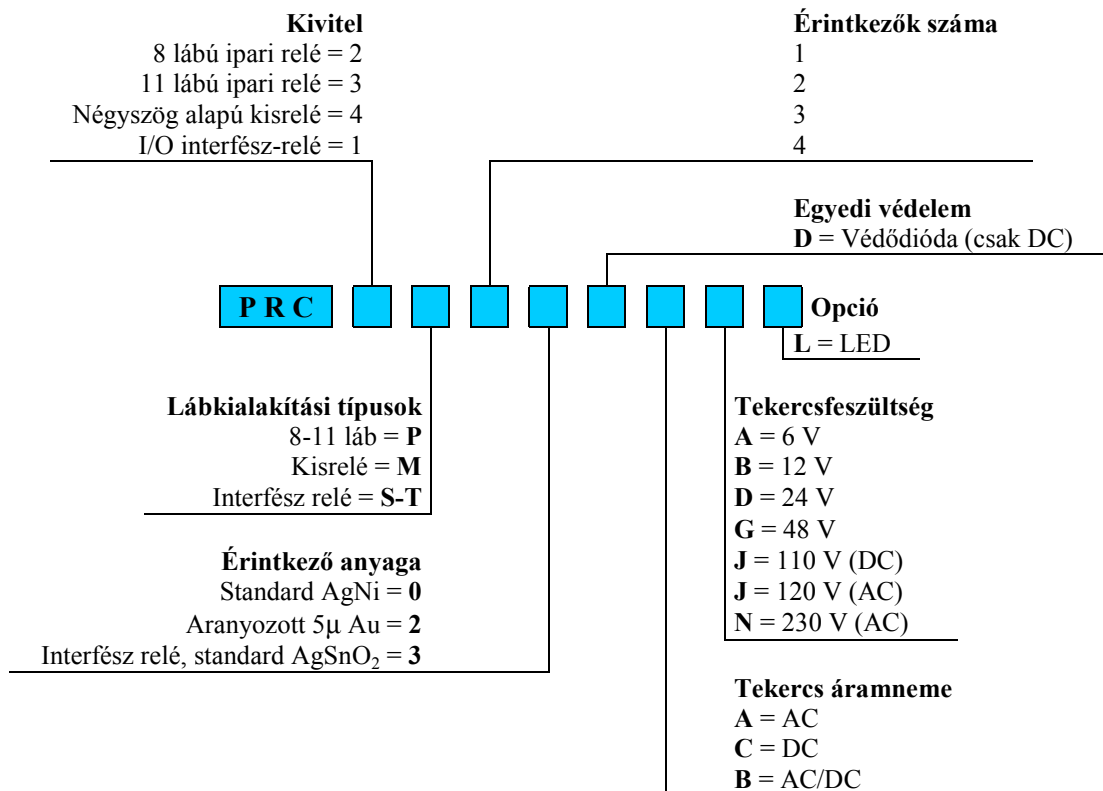 Kivitel
8 lábú ipari relé = 2
11 lábú ipari relé = 3
Négyszög alapú kisrelé = 4
I/O interfész-relé = 1
Érintkezők száma
1
2
3
4
Egyedi védelem
D = Védődióda (csak DC)
P R C
Opció
L = LED
Lábkialakítási típusok
8-11 láb = P
Kisrelé = M
Interfész relé = S-T
Tekercsfeszültség
A = 6 V
B = 12 V
D = 24 V
G = 48 V
J = 110 V (DC)
J = 120 V (AC)
N = 230 V (AC)
Érintkező anyaga
Standard AgNi = 0
Aranyozott 5μ Au = 2
Interfész relé, standard AgSnO₂ = 3
Tekercs áramneme
A = AC
C = DC
B = AC/DC